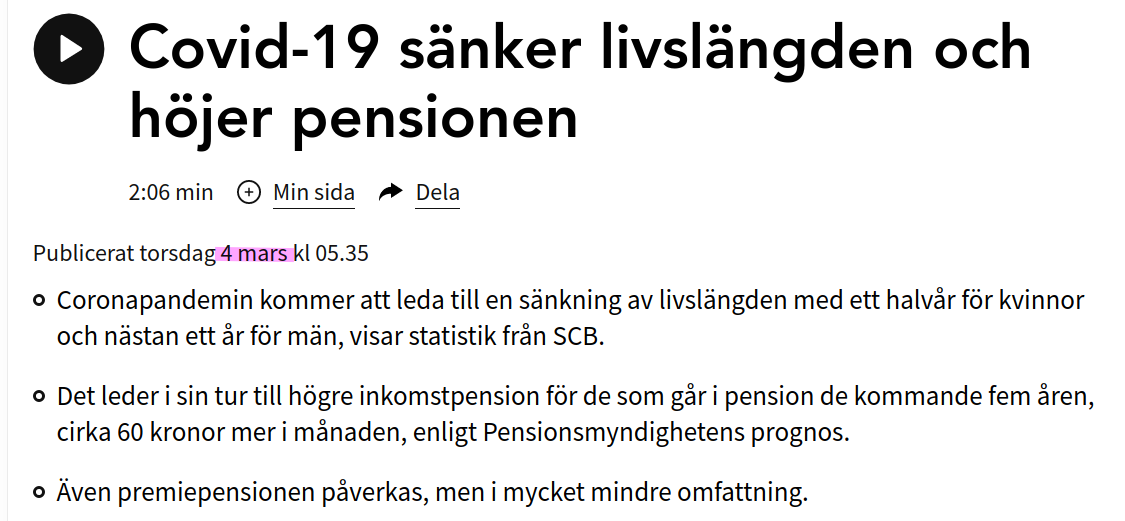 Covid-19 sänker livslängden och
höjer pensionen
2:06 min Min sida Dela
Publicerat torsdag 4 mars kl 05.35
Coronapandemin kommer att leda till en sänkning av livslängden med ett halvår för kvinnor
och nästan ett år för män, visar statistik från SCB.
Det leder i sin tur till högre inkomstpension för de som går i pension de kommande fem åren,
cirka 60 kronor mer i månaden, enligt Pensionsmyndighetens prognos.
Även premiepensionen påverkas, men i mycket mindre omfattning.